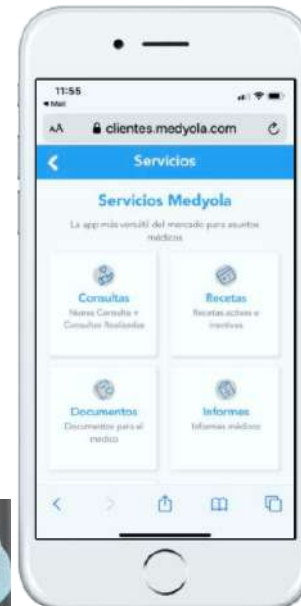 11:55
Mail
AA clientes.medyola.com
Servicios
Servicios Medyola
La app más versátil del mercado para asuntos
médicos
Consultas
Nueva Consulta +
Consultas Realizadas
Recetas
Recetas activas e
inactivas
Documentos
Documentos para el
médico
Informes
Informes médicos